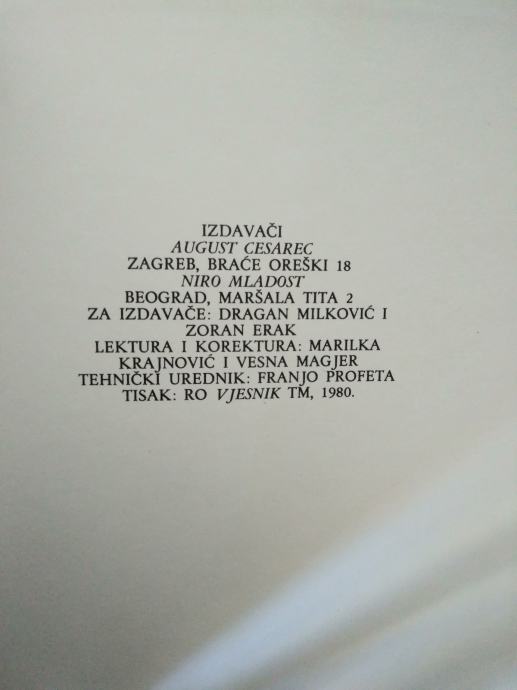 IZDAVAČI
AUGUST CESAREC
ZAGREB, BRAĆE OREŠKI 18
NIRO MLADOST
BEOGRAD, MARŠALA TITA 2
ZA IZDAVAČE: DRAGAN MILKOVIĆ I
ZORAN ERAK
LEKTURA I KOREKTURA: MARILKA
KRAJNOVIĆ I VESNA MAGJER
TEHNIČKI UREDNIK: FRANJO PROFETA
TISAK: RO VJESNIK TM, 1980.